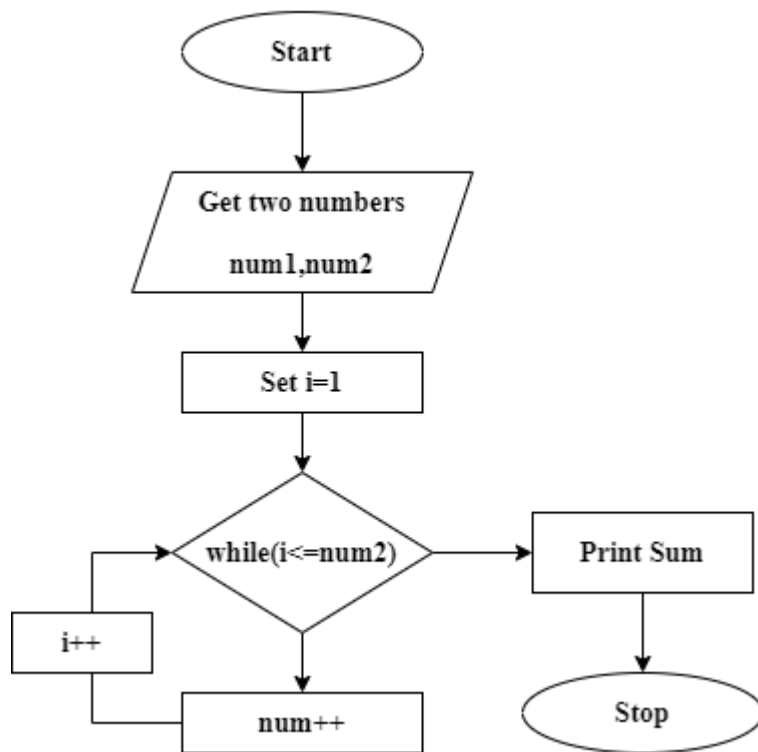 Start
Get two numbers
num1,num2
Set i=1
while(i<=num2)
Print Sum
i++
num++
Stop